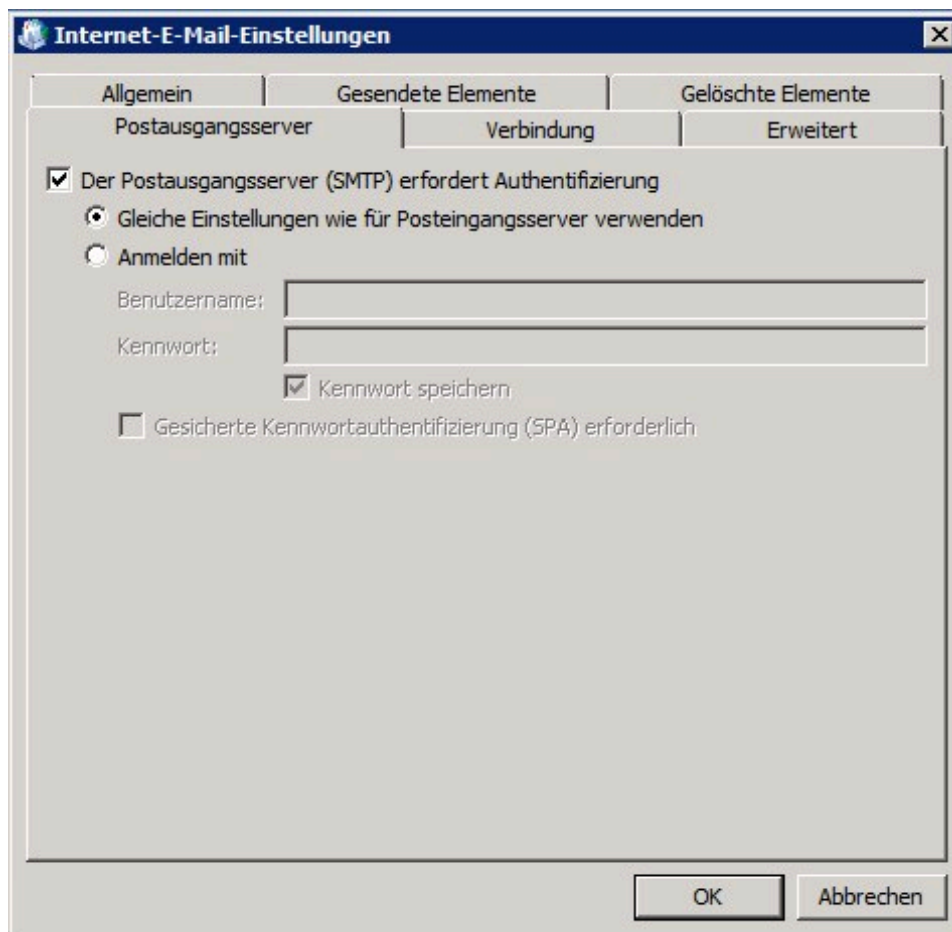 Internet-E-Mail-Einstellungen
Allgemein
Gesendete Elemente
Gelöschte Elemente
Postausgangsserver
Verbindung
Erweitert
Der Postausgangsserver (SMTP) erfordert Authentifizierung
Gleiche Einstellungen wie für Posteingangsserver verwenden
Anmelden mit
Benutzername:
Kennwort:
Kennwort speichern
Gesicherte Kennwortauthentifizierung (SPA) erforderlich
OK
Abbrechen